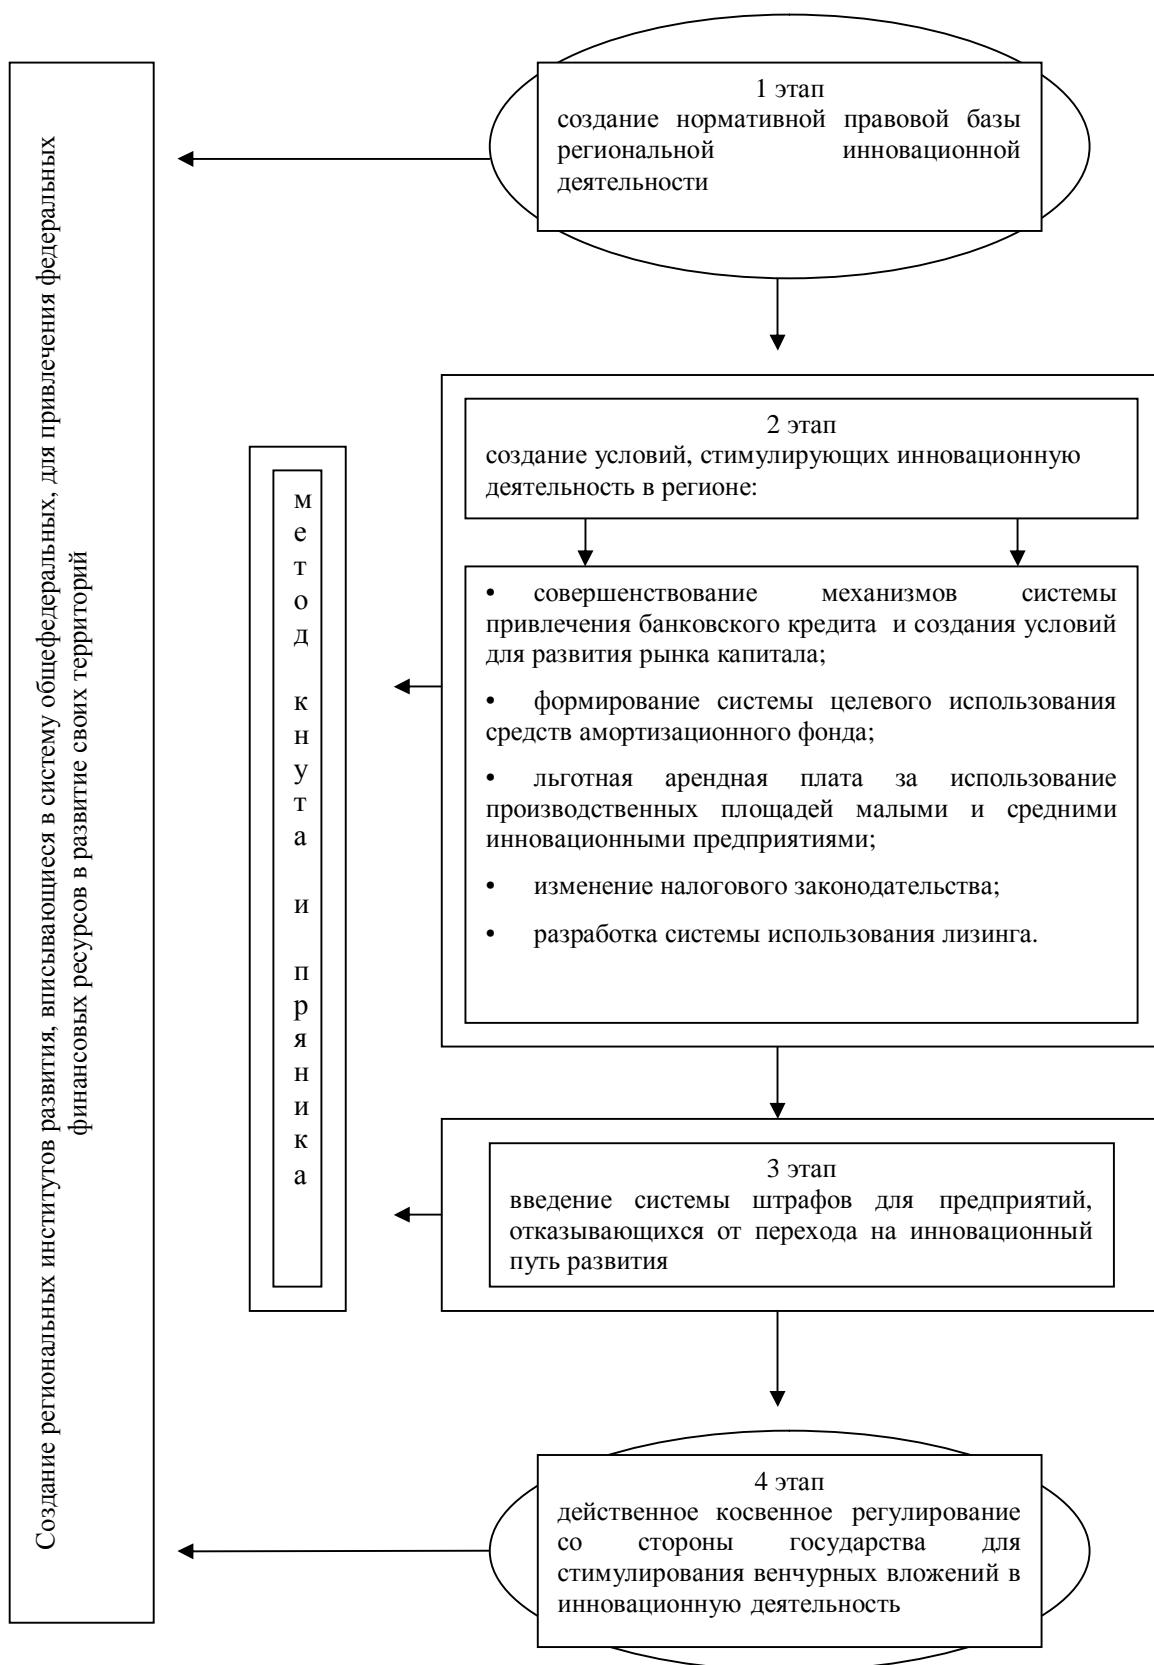 Создание региональных институтов развития, вписывающиеся в систему общефедеральных, для привлечения федеральных
финансовых ресурсов в развитие своих территорий
1 этап
создание нормативной правовой базы
региональной инновационной
деятельности
2 этап
создание условий, стимулирующих инновационную
деятельность в регионе:
• совершенствование механизмов системы
привлечения банковского кредита и создания условий
для развития рынка капитала;
• формирование системы целевого использования
средств амортизационного фонда;
• льготная арендная плата за использование
производственных площадей малыми и средними
инновационными предприятиями;
• изменение налогового законодательства;
• разработка системы использования лизинга.
метод кнута и пряника
3 этап
введение системы штрафов для предприятий,
отказывающихся от перехода на инновационный
путь развития
4 этап
действенное косвенное регулирование
со стороны государства для
стимулирования венчурных вложений в
инновационную деятельность